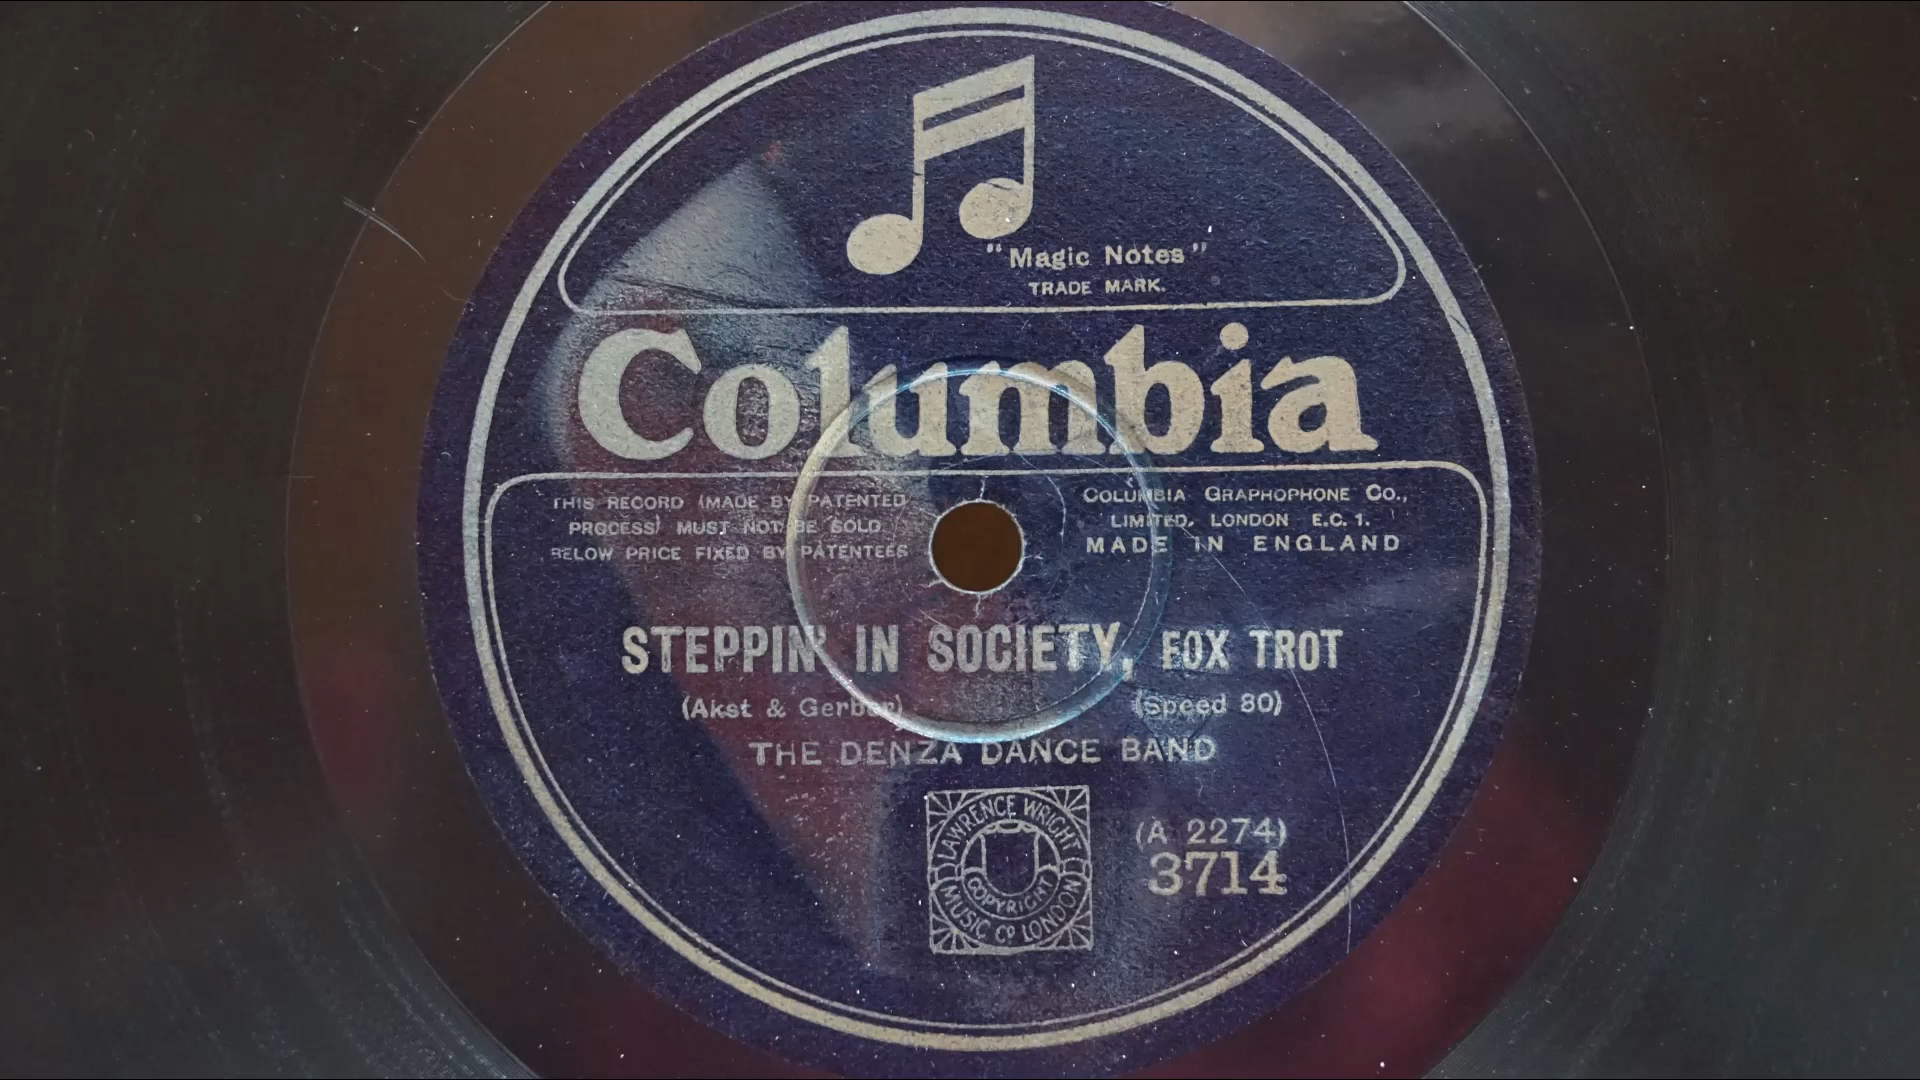 "Magic Notes"
TRADE MARK.
Columbia
THIS RECORD (MADE BY PATENTED
PROCESS) MUST NOT BE SOLD
BELOW PRICE FIXED BY PATENTEES
COLUMBIA GRAPHOPHONE CO.,
LIMITED, LONDON E.C.1.
MADE IN ENGLAND
STEPPIN' IN SOCIETY, FOX TROT
(Akst & Gerber) (Speed 80)
THE DENZA DANCE BAND
LAWRENCE WRIGHT
MUSIC Co LONDON
COPYRIGHT
(A 2274)
3714